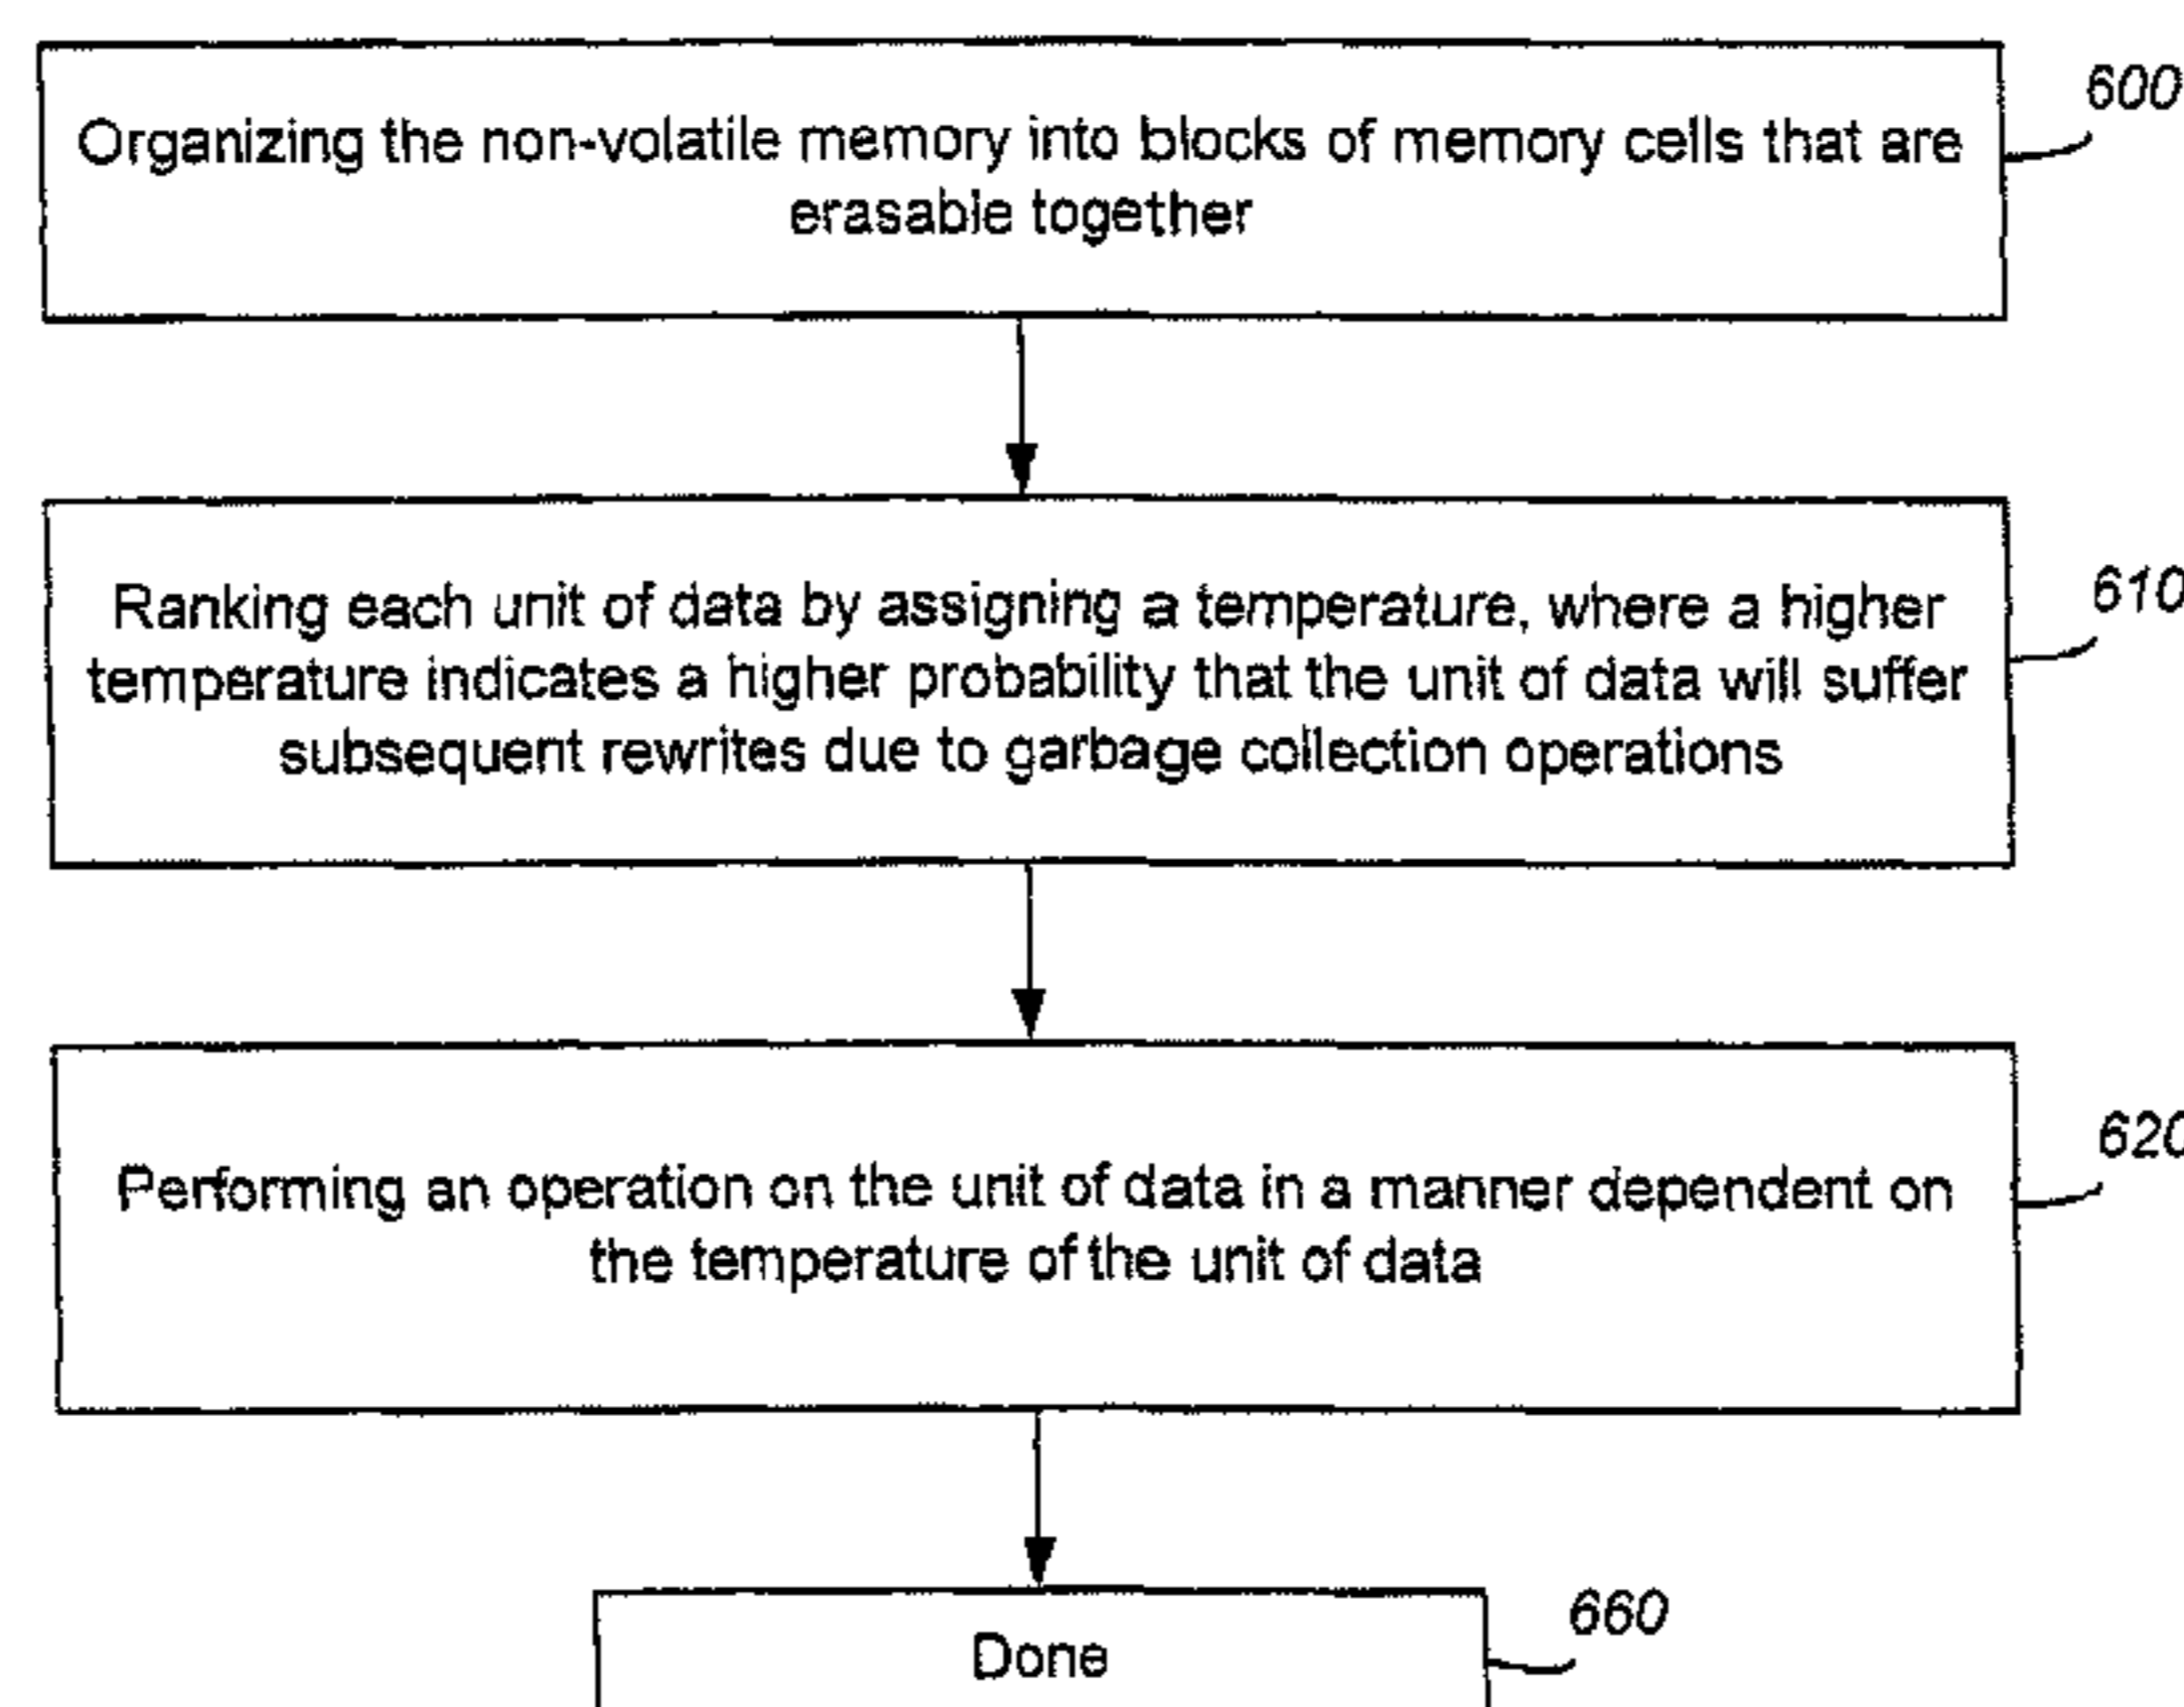 600
Organizing the non-volatile memory into blocks of memory cells that are
erasable together
610
Ranking each unit of data by assigning a temperature, where a higher
temperature indicates a higher probability that the unit of data will suffer
subsequent rewrites due to garbage collection operations
620
Performing an operation on the unit of data in a manner dependent on
the temperature of the unit of data
660
Done